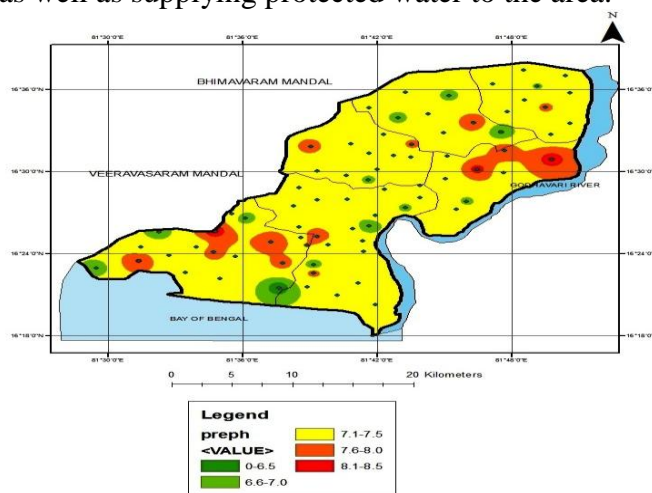 as well as supplying protected water to the area.
N
81°30'0"E 81°36'0"E 81°42'0"E 81°48'0"E
BHIMAVARAM MANDAL
16°36'0"N 16°36'0"N
16°30'0"N 16°30'0"N
VEERAVASARAM MANDAL
GODHAVARI RIVER
16°24'0"N 16°24'0"N
BAY OF BENGAL
16°18'0"N 16°18'0"N
81°30'0"E 81°36'0"E 81°42'0"E 81°48'0"E
0 5 10 20 Kilometers
Legend
preph 7.1-7.5
<VALUE> 7.6-8.0
0-6.5 8.1-8.5
6.6-7.0